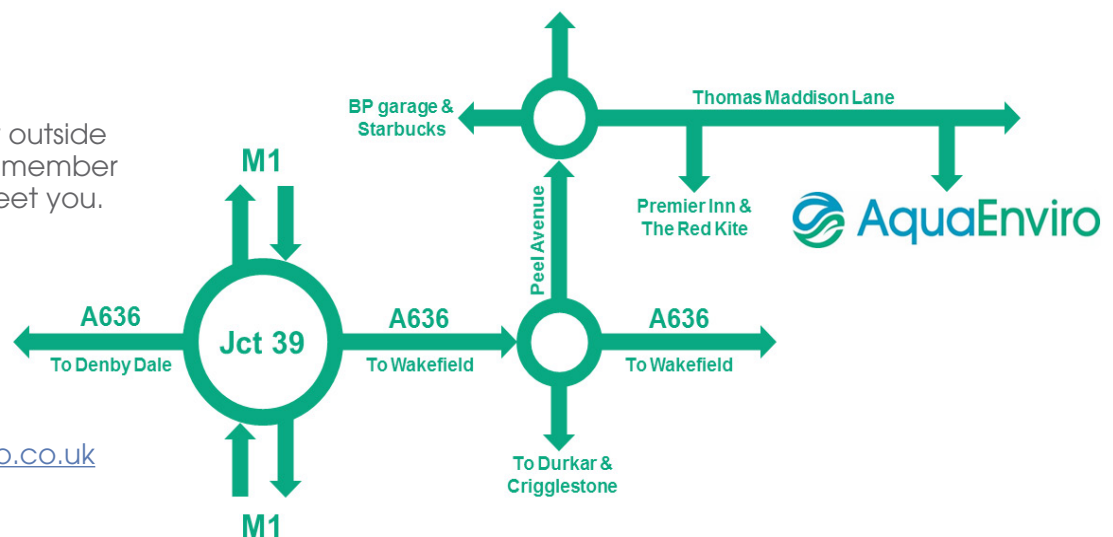 outside
member
eet you.
M1
A636
To Denby Dale
Jct 39
A636
To Wakefield
M1
o.co.uk
BP garage &
Starbucks
Thomas Maddison Lane
Premier Inn &
The Red Kite
AquaEnviro
Peel Avenue
A636
To Wakefield
To Durkar &
Crigglestone